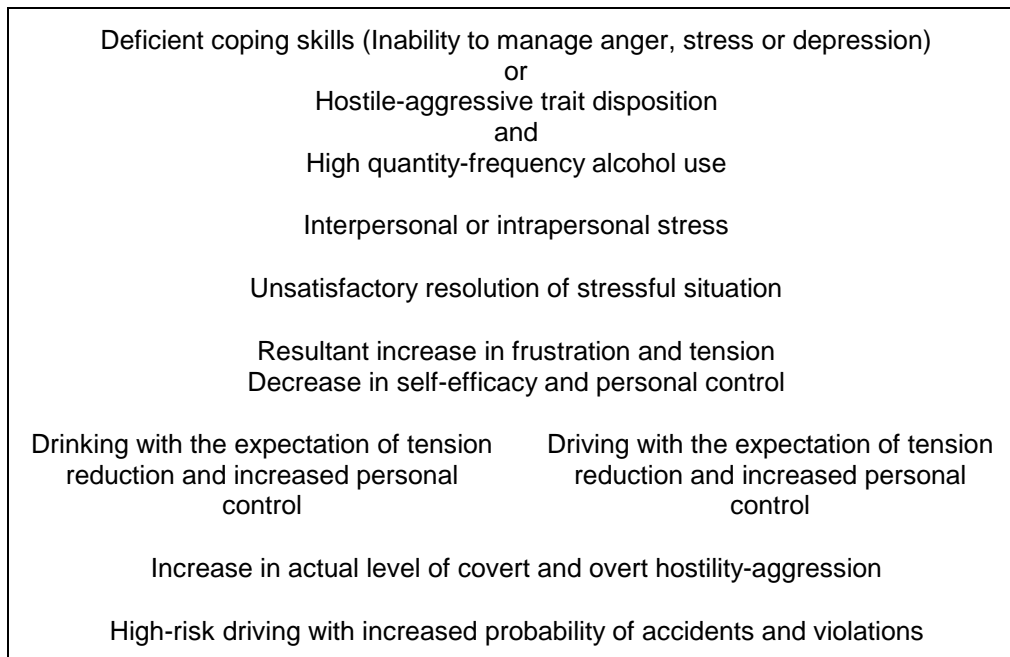 Deficient coping skills (Inability to manage anger, stress or depression)
or
Hostile-aggressive trait disposition
and
High quantity-frequency alcohol use
Interpersonal or intrapersonal stress
Unsatisfactory resolution of stressful situation
Resultant increase in frustration and tension
Decrease in self-efficacy and personal control
Drinking with the expectation of tension
reduction and increased personal
control
Driving with the expectation of tension
reduction and increased personal
control
Increase in actual level of covert and overt hostility-aggression
High-risk driving with increased probability of accidents and violations